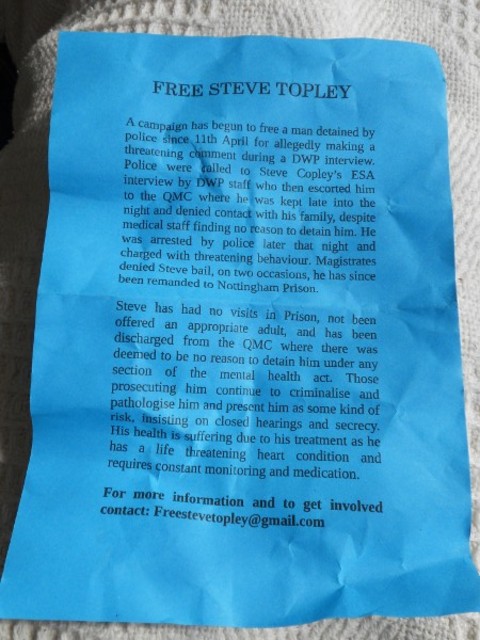 FREE STEVE TOPLEY
A campaign has begun to free a man detained by
police since 11th April for allegedly making a
threatening comment during a DWP interview.
Police were called to Steve Copley's ESA
interview by DWP staff who then escorted him
to the QMC where he was kept late into the
night and denied contact with his family, despite
medical staff finding no reason to detain him. He
was arrested by police later that night and
charged with threatening behaviour. Magistrates
denied Steve bail, on two occasions, he has since
been remanded to Nottingham Prison.
Steve has had no visits in Prison, not been
offered an appropriate adult, and has been
discharged from the QMC where there was
deemed to be no reason to detain him under any
section of the mental health act. Those
prosecuting him continue to criminalise and
pathologise him and present him as some kind of
risk, insisting on closed hearings and secrecy.
His health is suffering due to his treatment as he
has a life threatening heart condition and
requires constant monitoring and medication.
For more information and to get involved
contact: Freestevetopley@gmail.com